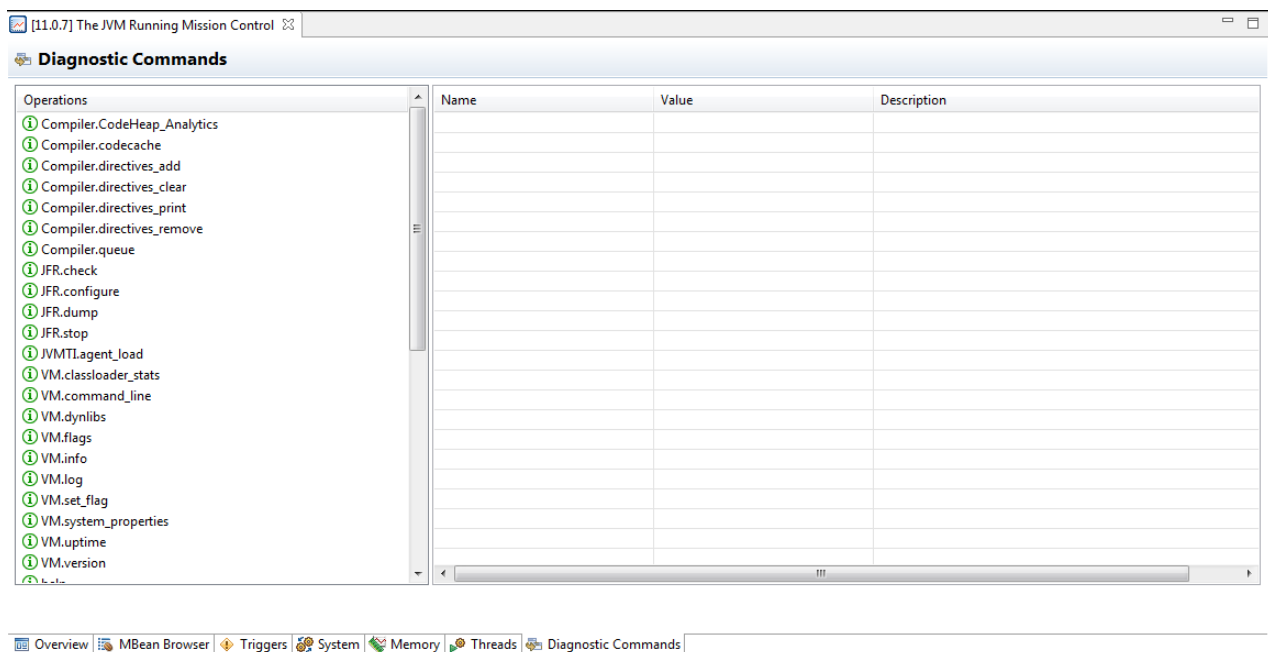 [11.0.7] The JVM Running Mission Control
Diagnostic Commands
Operations
Name Value Description
Compiler.CodeHeap_Analytics
Compiler.codecache
Compiler.directives_add
Compiler.directives_clear
Compiler.directives_print
Compiler.directives_remove
Compiler.queue
JFR.check
JFR.configure
JFR.dump
JFR.stop
JVMTI.agent_load
VM.classloader_stats
VM.command_line
VM.dynlibs
VM.flags
VM.info
VM.log
VM.set_flag
VM.system_properties
VM.uptime
VM.version
Overview MBean Browser Triggers System Memory Threads Diagnostic Commands